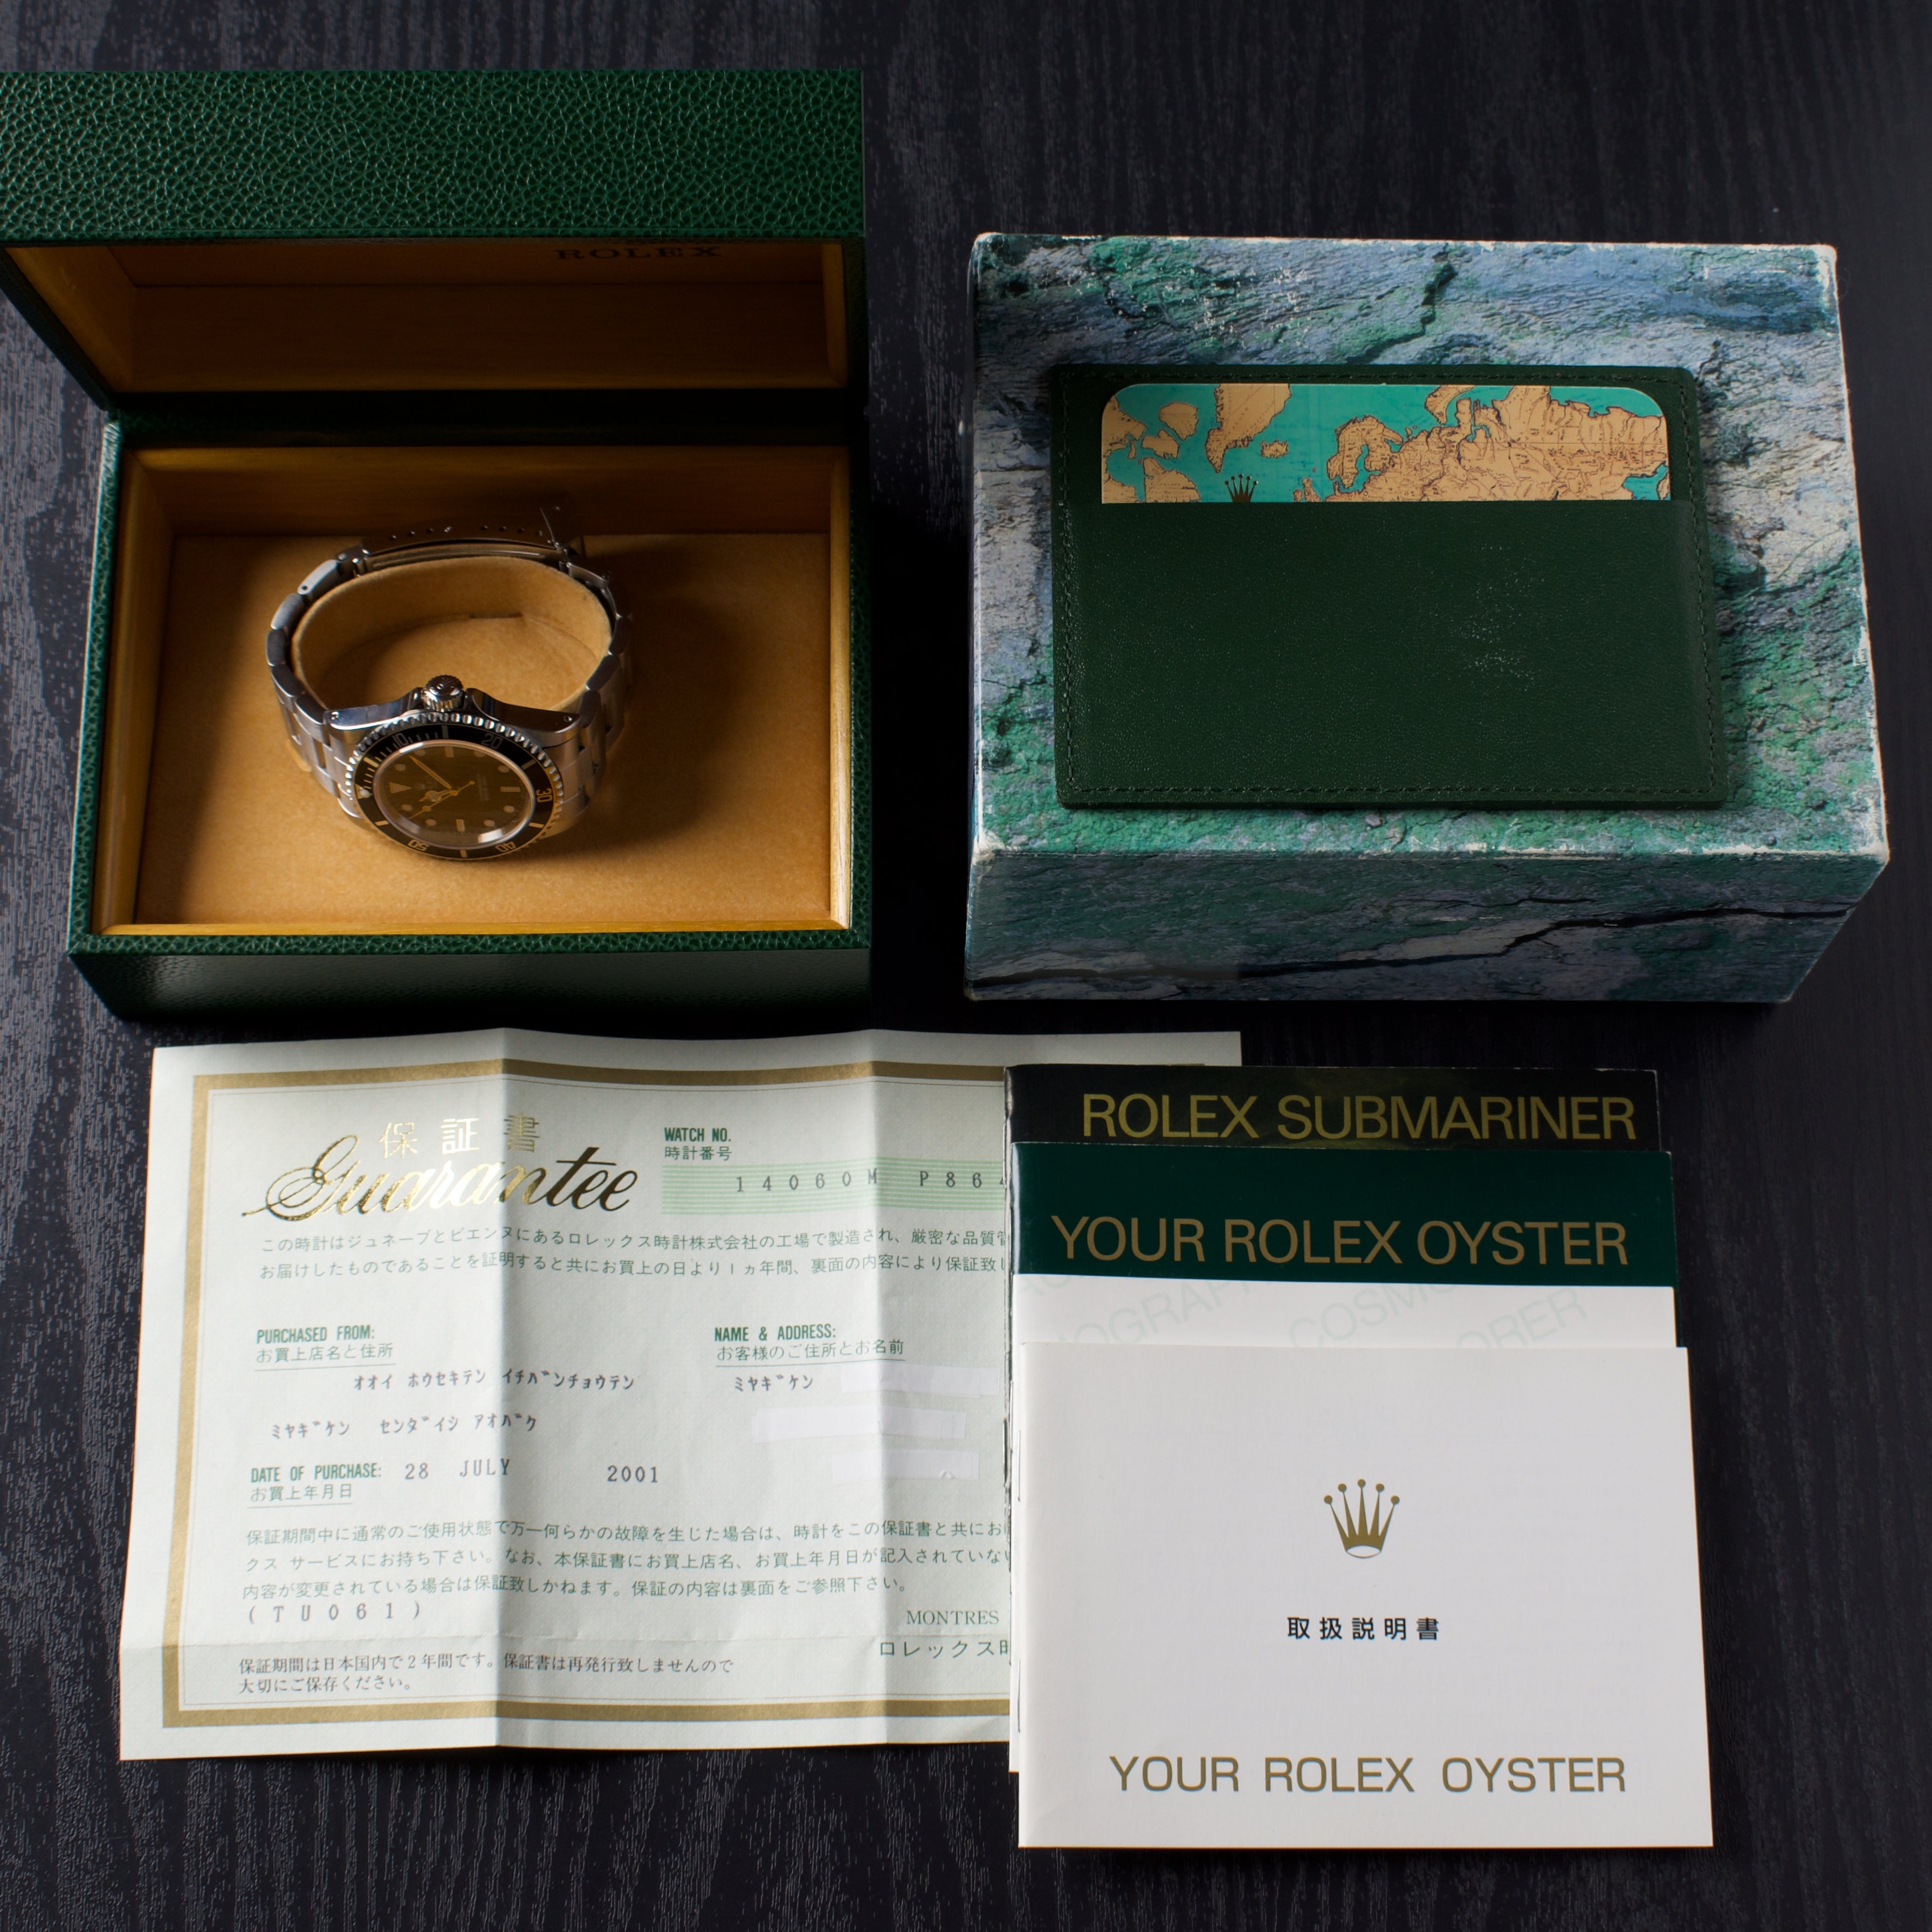 ROLEX
10
20
30
40
50
保証書
Guarantee
WATCH NO.
時計番号
14060M P864
この時計はジュネーブとビエンヌにあるロレックス時計株式会社の工場で製造され、厳密な品質管
お届けしたものであることを証明すると共にお買上の日より1ヵ年間、裏面の内容により保証致し
PURCHASED FROM:
お買上店名と住所
オオイ ホウセキテン イチバンチョウテン
ミヤギケン センダイシ アオバク
NAME & ADDRESS:
お客様のご住所とお名前
ミヤギケン
DATE OF PURCHASE: 28 JULY 2001
お買上年月日
保証期間中に通常のご使用状態で万一何らかの故障を生じた場合は、時計をこの保証書と共にお
クス サービスにお持ち下さい。なお、本保証書にお買上店名、お買上年月日が記入されていない
内容が変更されている場合は保証致しかねます。保証の内容は裏面をご参照下さい。
(TU061)
MONTRES
ロレックス時
保証期間は日本国内で2年間です。保証書は再発行致しませんので
大切にご保存ください。
ROLEX SUBMARINER
YOUR ROLEX OYSTER
取扱説明書
YOUR ROLEX OYSTER